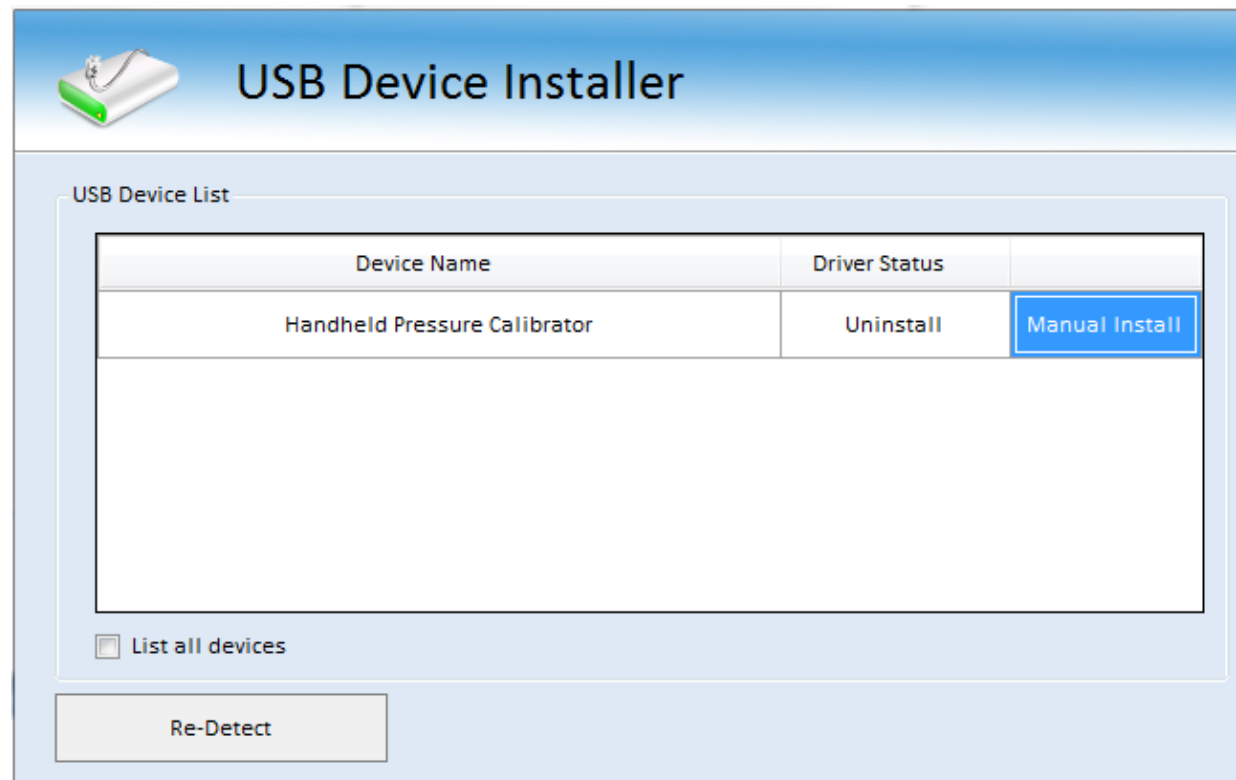 USB Device Installer
USB Device List
Device Name Driver Status
Handheld Pressure Calibrator Uninstall Manual Install
List all devices
Re-Detect